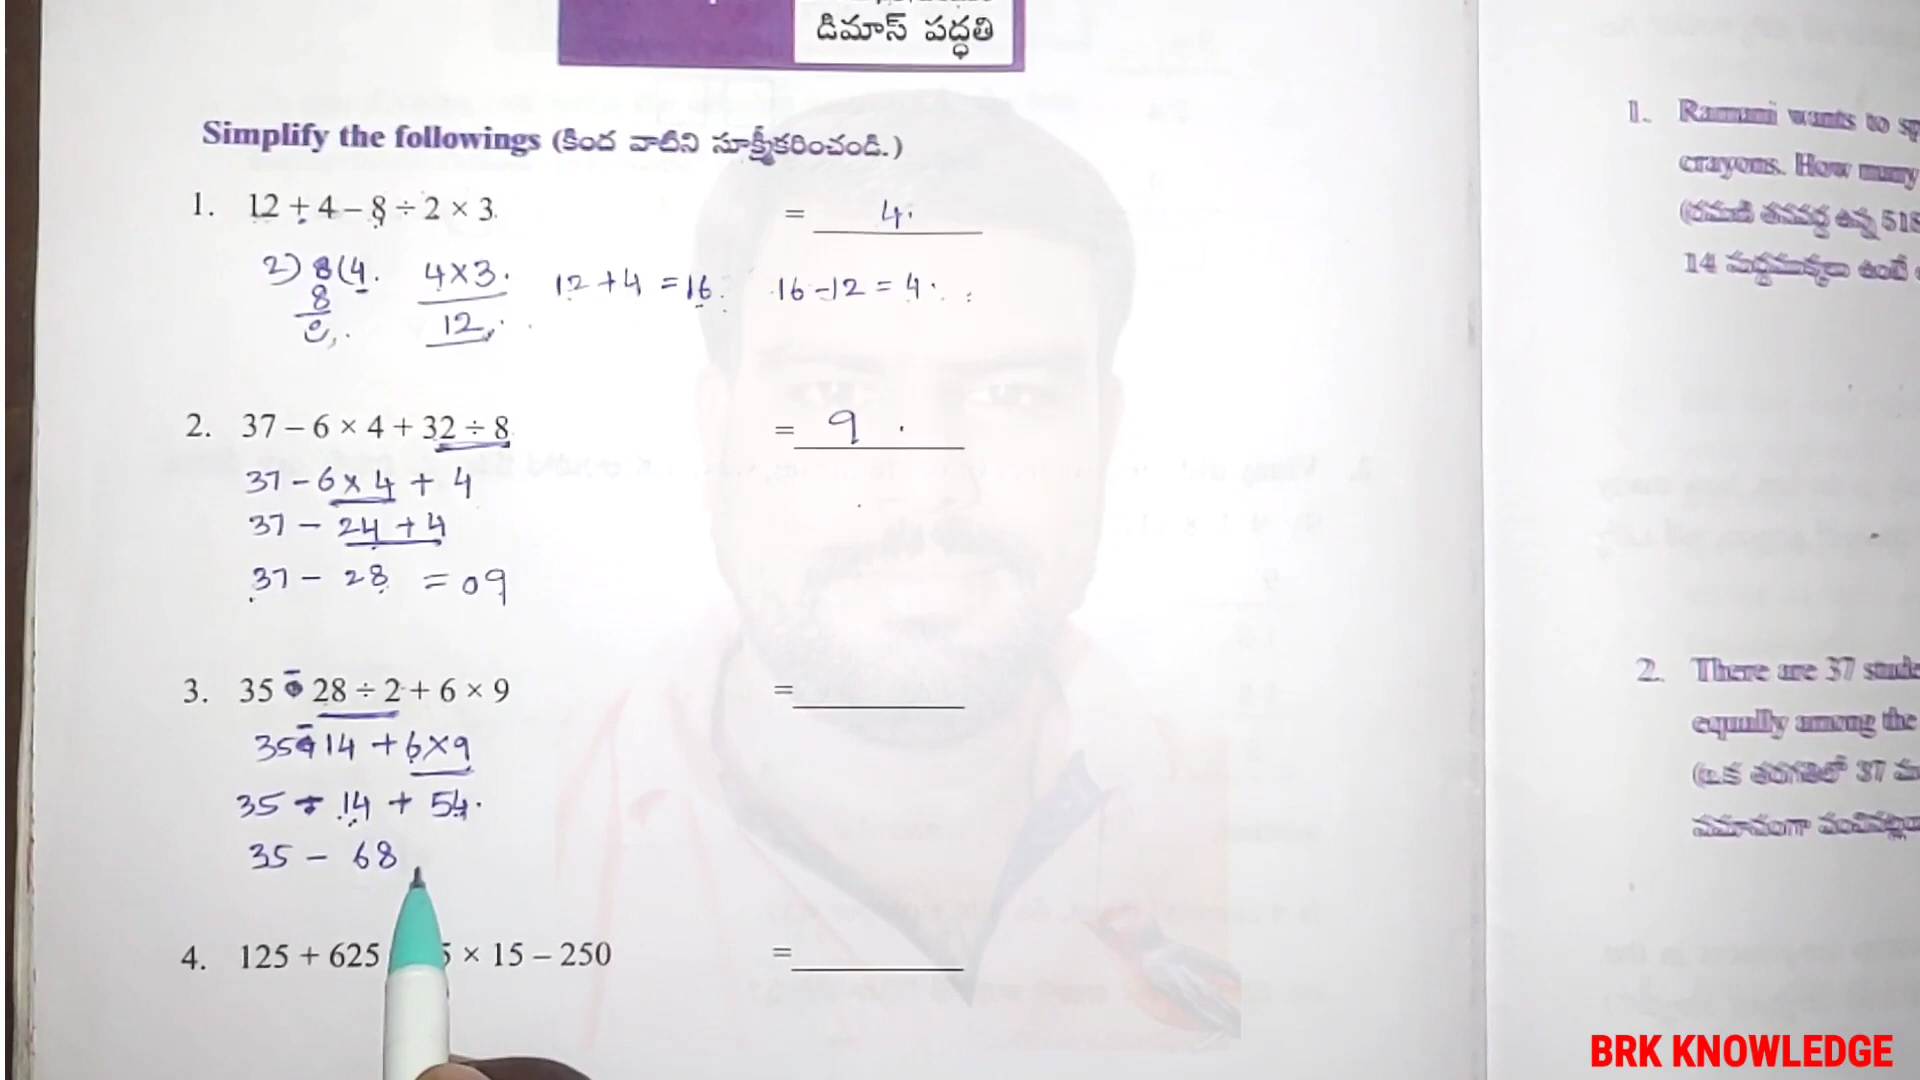 డిమాస్ పద్ధతి
Simplify the followings (కింద వాటిని సూక్ష్మీకరించండి.)
1. 12 + 4 – 8 ÷ 2 × 3 = 4.
2) 8 (4. 4×3. 12 + 4 = 16. 16 - 12 = 4.
8
0 12
2. 37 – 6 × 4 + 32 ÷ 8 = 9.
37 - 6 × 4 + 4
37 - 24 + 4
37 - 28 = 09
3. 35 - 28 ÷ 2 + 6 × 9 =
35 - 14 + 6×9
35 - 14 + 54.
35 - 68
4. 125 + 625 × 15 – 250 =
1. Ramani wants to
crayons. How many
14
2. There are 37
equally among the
37
BRK KNOWLEDGE